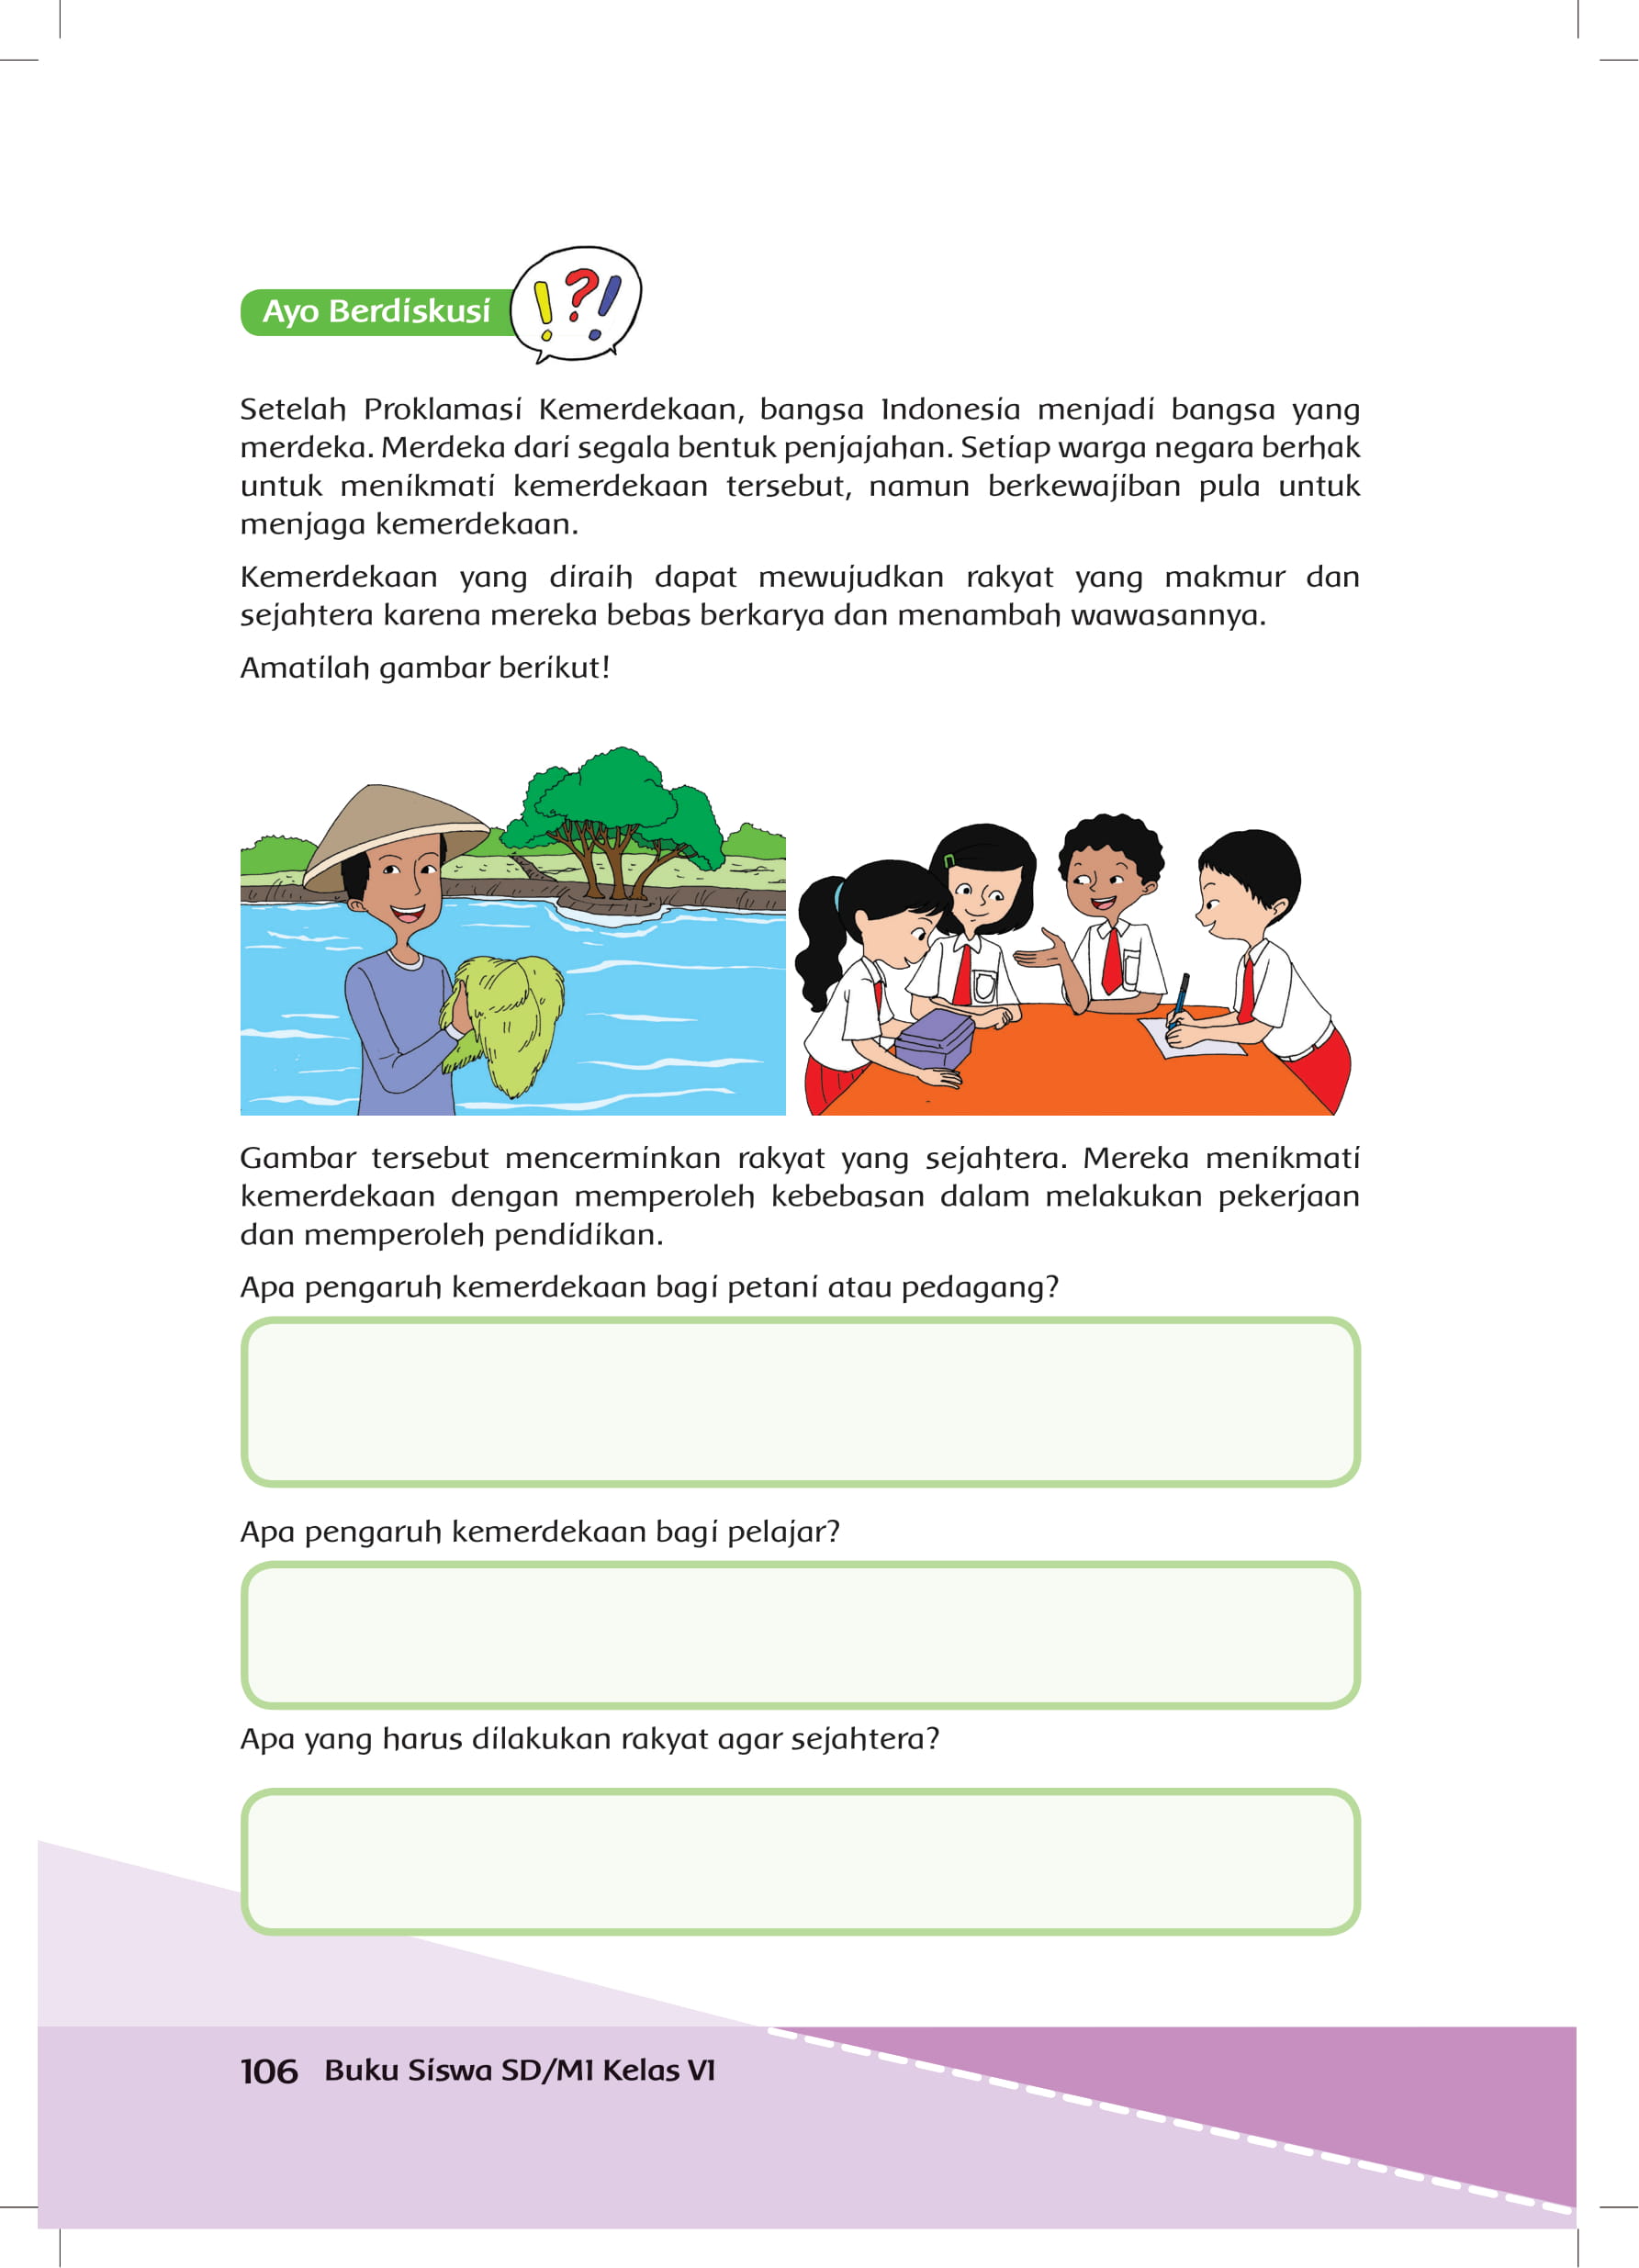 Ayo Berdiskusi
Setelah Proklamasi Kemerdekaan, bangsa Indonesia menjadi bangsa yang
merdeka. Merdeka dari segala bentuk penjajahan. Setiap warga negara berhak
untuk menikmati kemerdekaan tersebut, namun berkewajiban pula untuk
menjaga kemerdekaan.
Kemerdekaan yang diraih dapat mewujudkan rakyat yang makmur dan
sejahtera karena mereka bebas berkarya dan menambah wawasannya.
Amatilah gambar berikut!
Gambar tersebut mencerminkan rakyat yang sejahtera. Mereka menikmati
kemerdekaan dengan memperoleh kebebasan dalam melakukan pekerjaan
dan memperoleh pendidikan.
Apa pengaruh kemerdekaan bagi petani atau pedagang?
Apa pengaruh kemerdekaan bagi pelajar?
Apa yang harus dilakukan rakyat agar sejahtera?
106 Buku Siswa SD/MI Kelas VI